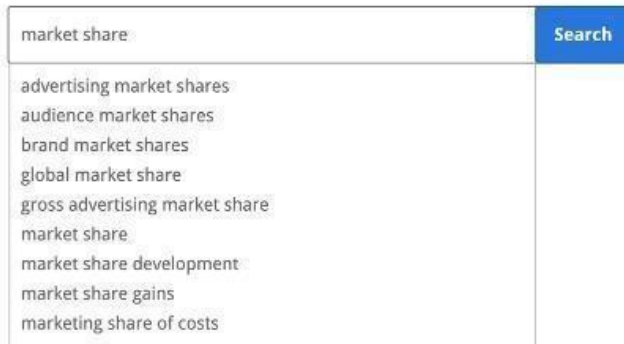 market share
Search
advertising market shares
audience market shares
brand market shares
global market share
gross advertising market share
market share
market share development
market share gains
marketing share of costs